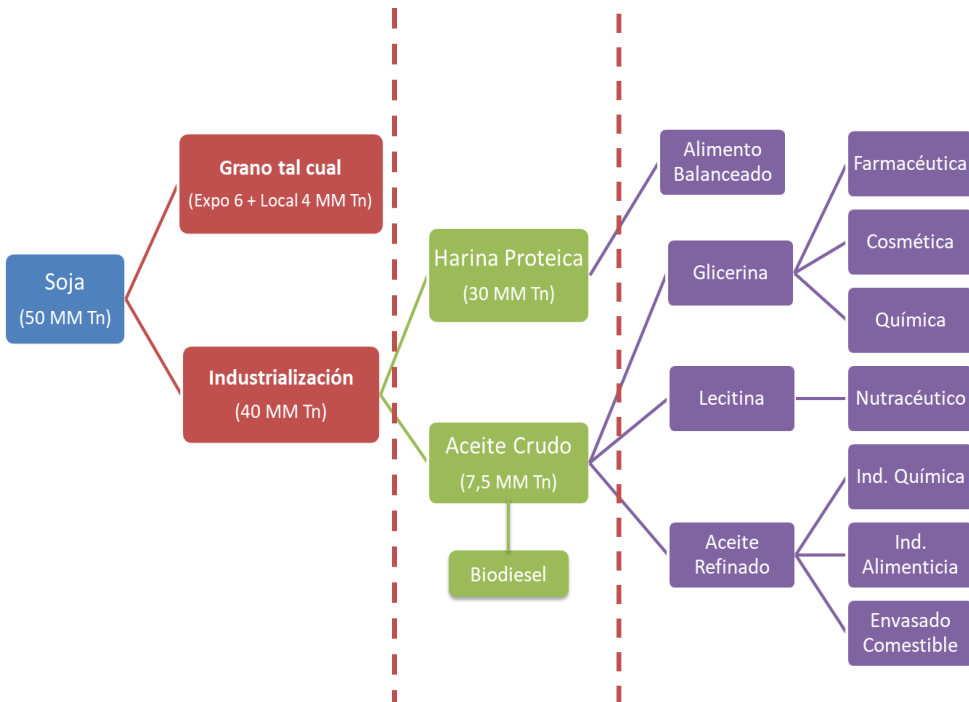 Soja
(50 MM Tn)
Grano tal cual
(Expo 6 + Local 4 MM Tn)
Industrialización
(40 MM Tn)
Harina Proteica
(30 MM Tn)
Aceite Crudo
(7,5 MM Tn)
Biodiesel
Alimento
Balanceado
Glicerina
Lecitina
Aceite
Refinado
Farmacéutica
Cosmética
Química
Nutracéutico
Ind. Química
Ind.
Alimenticia
Envasado
Comestible